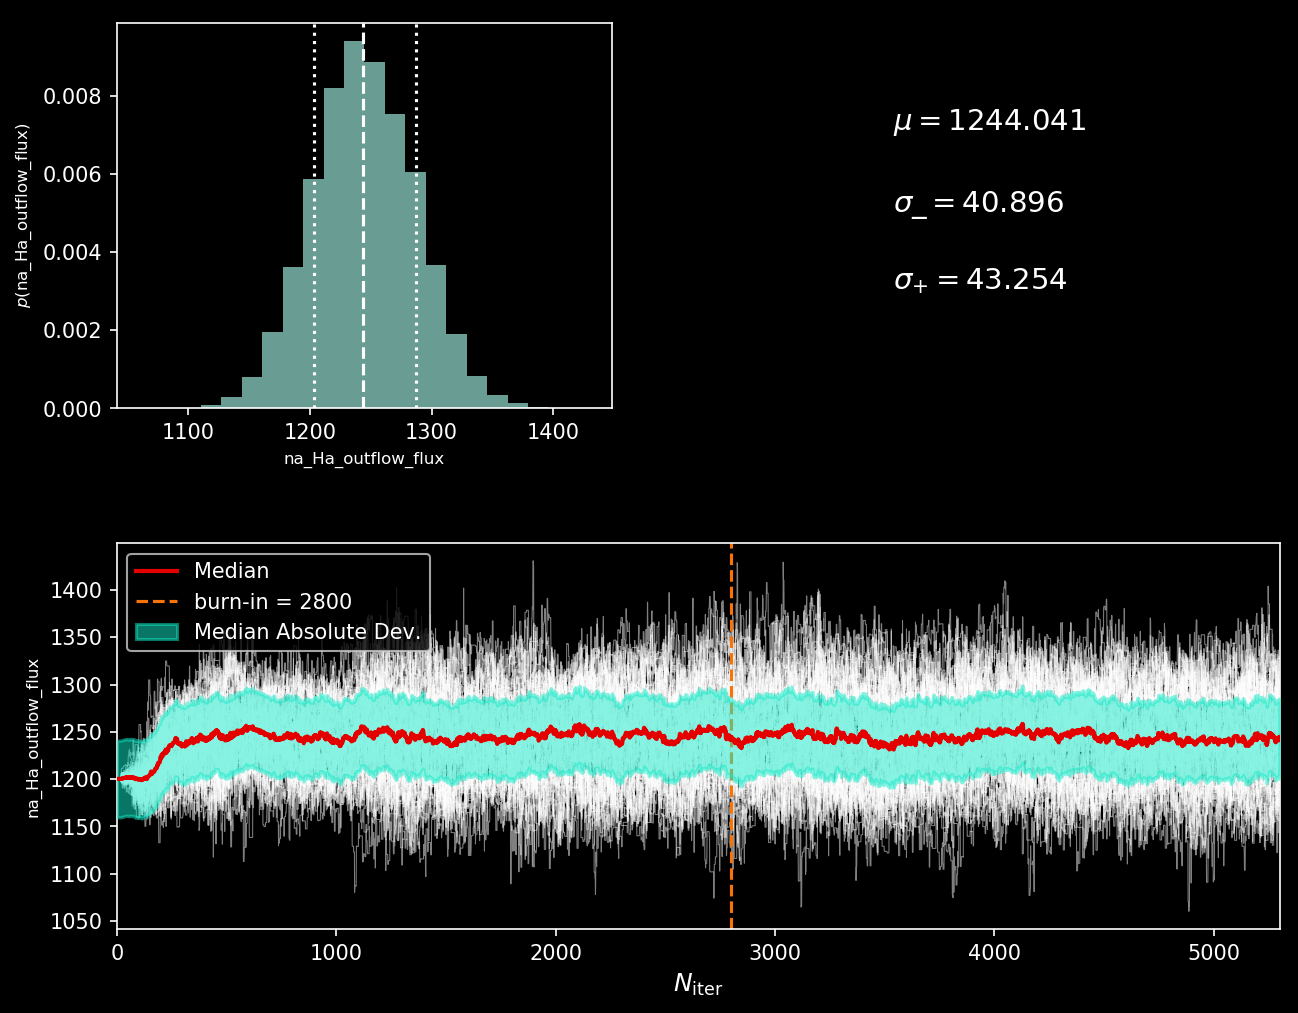 0.008
0.006
0.004
0.002
0.000
p(na_Ha_outflow_flux)
1100 1200 1300 1400
na_Ha_outflow_flux
μ = 1244.041
σ_ = 40.896
σ+ = 43.254
Median
burn-in = 2800
Median Absolute Dev.
1400
1350
1300
1250
1200
1150
1100
1050
na_Ha_outflow_flux
0 1000 2000 3000 4000 5000
Niter